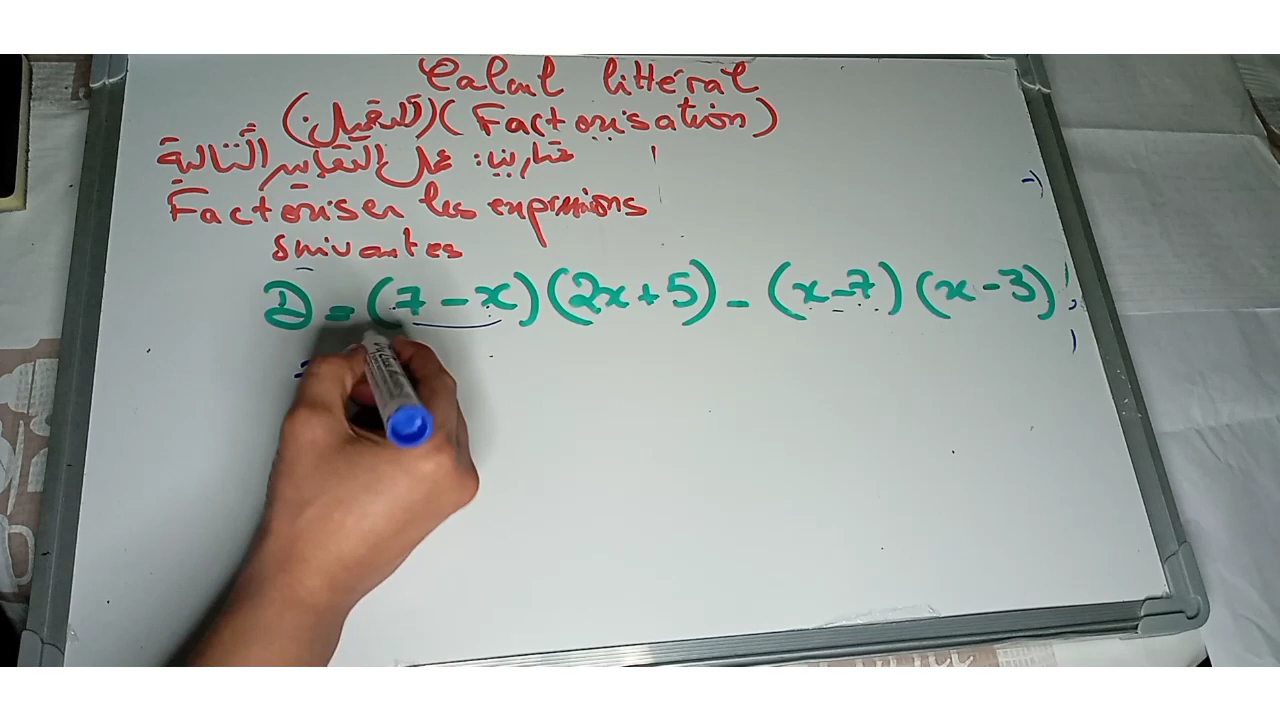 Calcul littéral
(التعميل) (Factorisation)
تمارين: عمل التعابير التالية
Factoriser les expressions
suivantes
D = (7 - x)(2x + 5) - (x - 7)(x - 3)
=